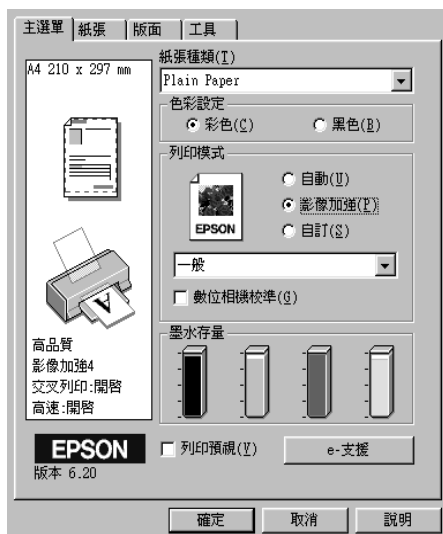 主選單 紙張 版面 工具
A4 210 x 297 mm
高品質
影像加強4
交叉列印:開啓
高速:開啓
EPSON
版本 6.20
紙張種類(T)
Plain Paper
色彩設定
彩色(C) 黑色(B)
列印模式
EPSON
自動(U)
影像加強(P)
自訂(S)
一般
數位相機校準(G)
墨水存量
列印預視(V) e-支援
確定 取消 說明